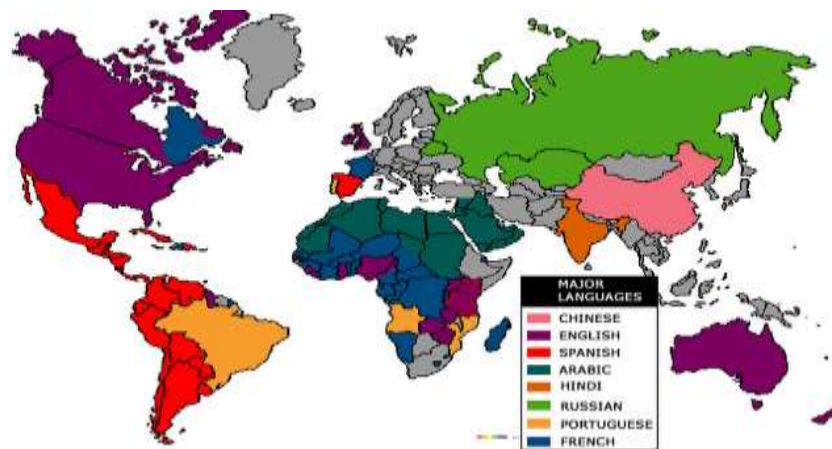 MAJOR
LANGUAGES
CHINESE
ENGLISH
SPANISH
ARABIC
HINDI
RUSSIAN
PORTUGUESE
FRENCH